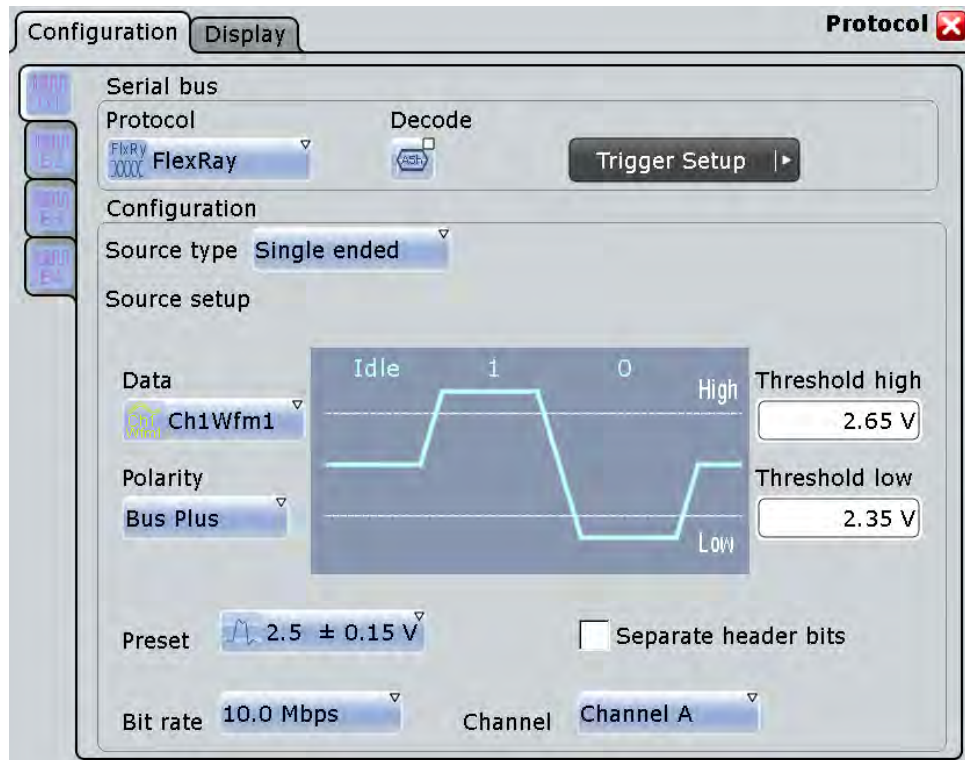 Configuration Display Protocol
Serial bus
Protocol Decode
FlxRy FlexRay Trigger Setup
Configuration
Source type Single ended
Source setup
Idle 1 0
Data High Threshold high
Ch1Wfm1 2.65 V
Polarity Threshold low
Bus Plus 2.35 V
Low
Preset 2.5 ± 0.15 V Separate header bits
Bit rate 10.0 Mbps Channel Channel A